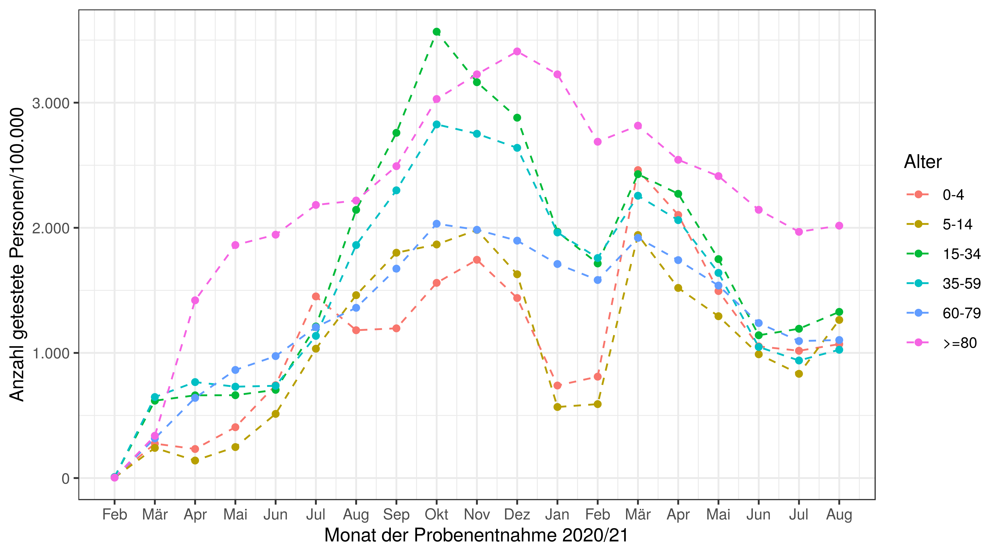 Anzahl getestete Personen/100.000
3.000
2.000
1.000
0
Feb Mär Apr Mai Jun Jul Aug Sep Okt Nov Dez Jan Feb Mär Apr Mai Jun Jul Aug
Monat der Probenentnahme 2020/21
Alter
0-4
5-14
15-34
35-59
60-79
>=80